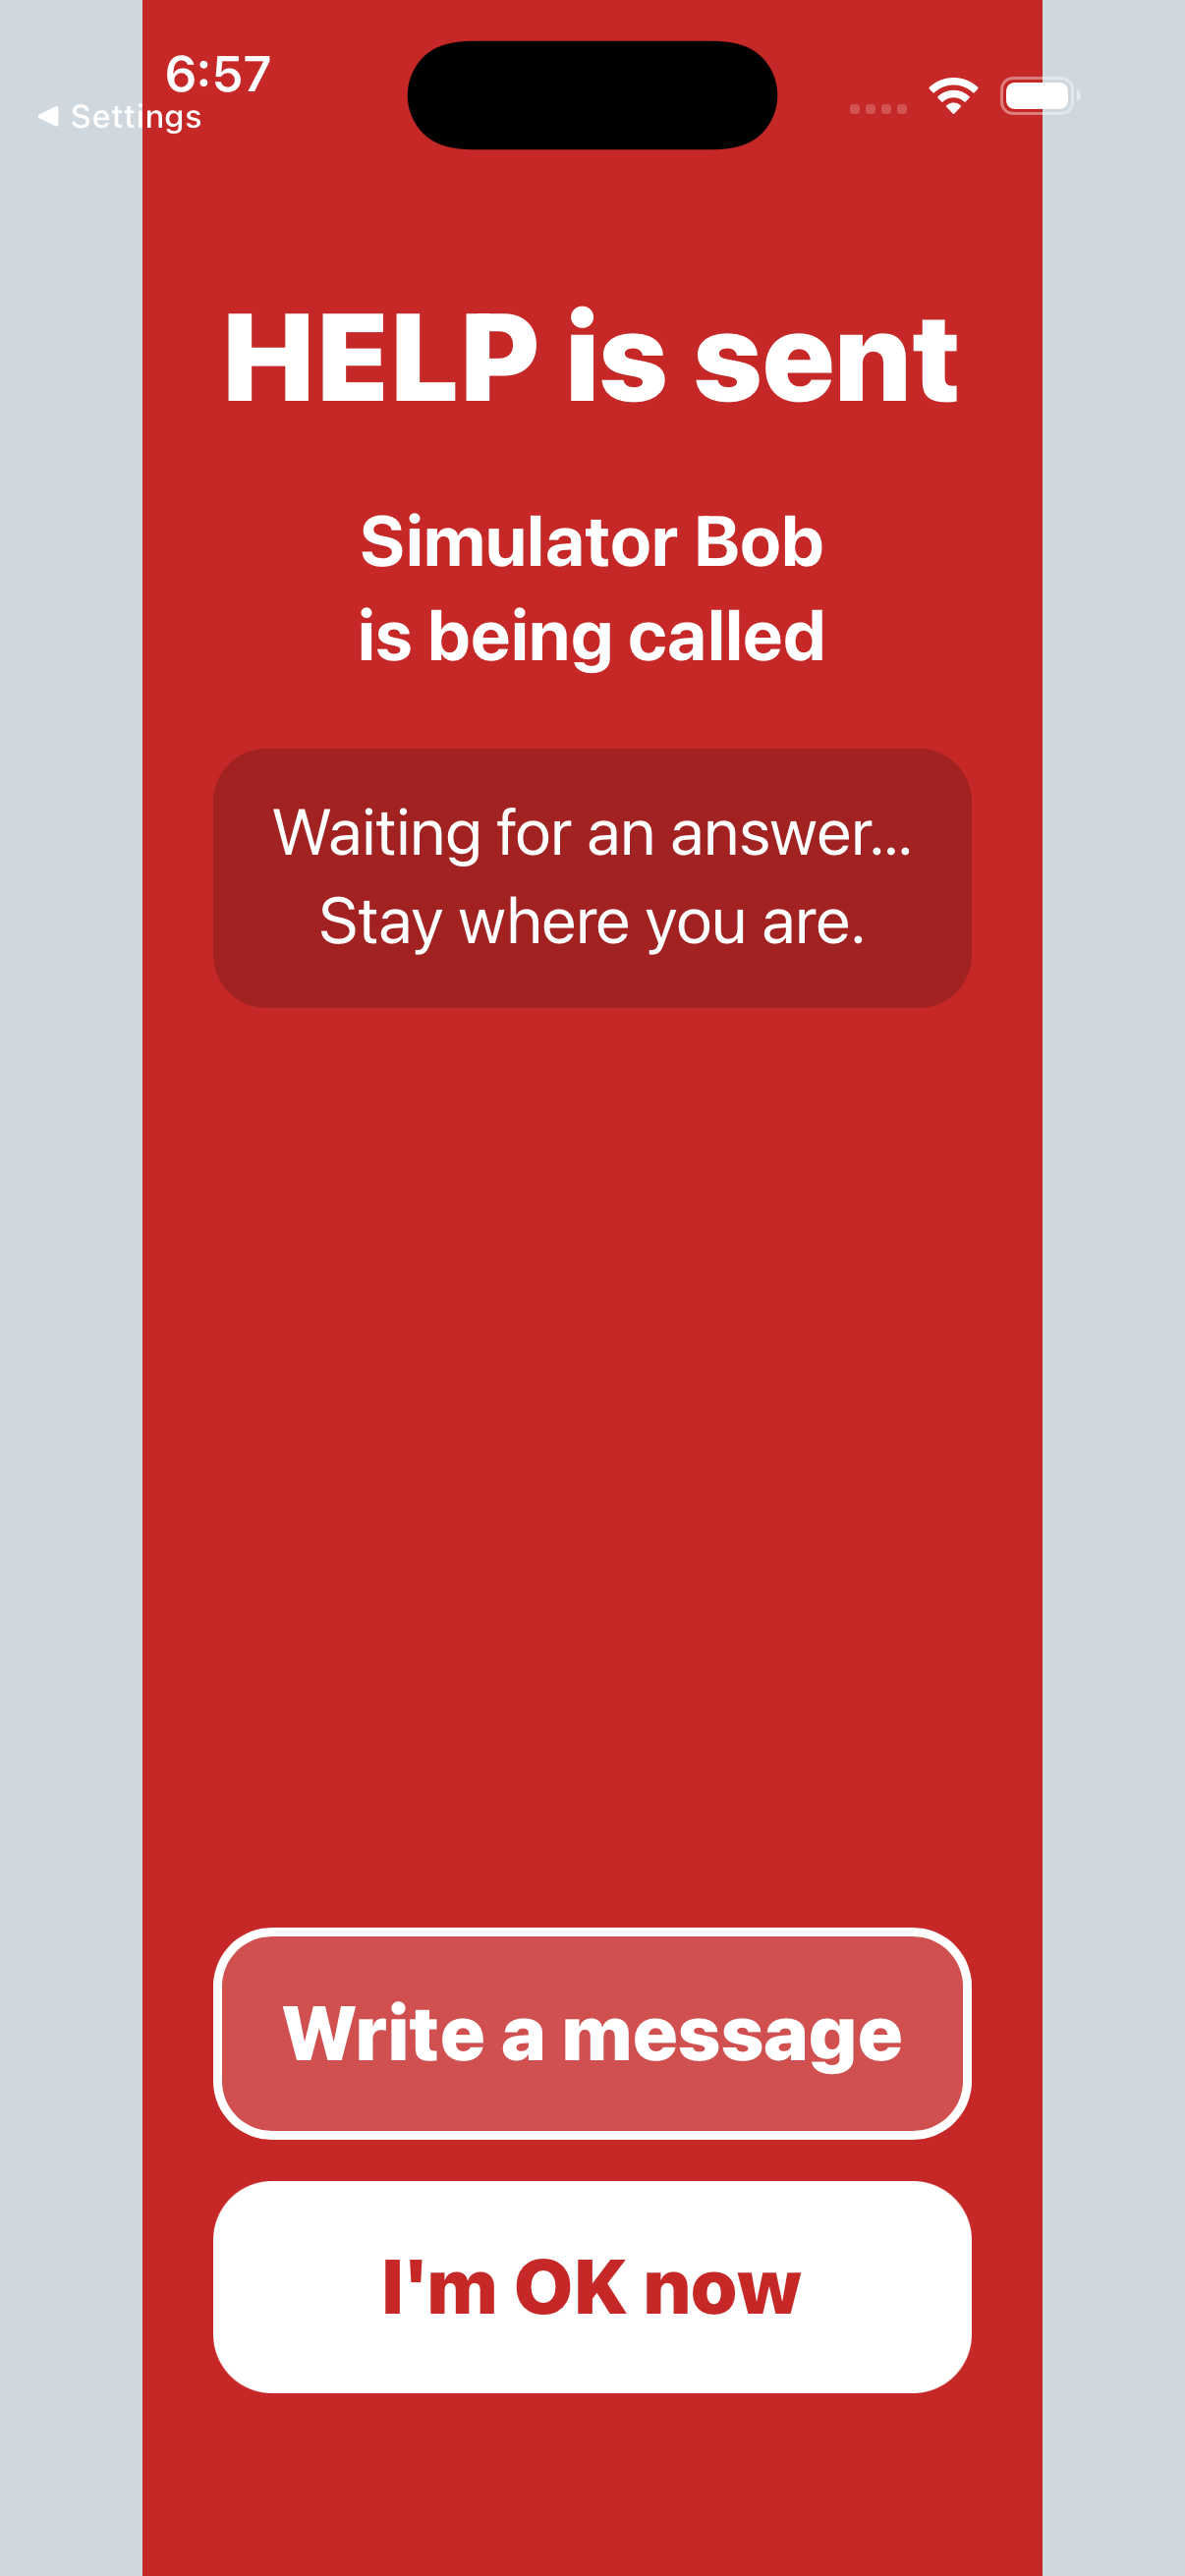 6:57
◀ Settings
HELP is sent
Simulator Bob
is being called
Waiting for an answer...
Stay where you are.
Write a message
I'm OK now